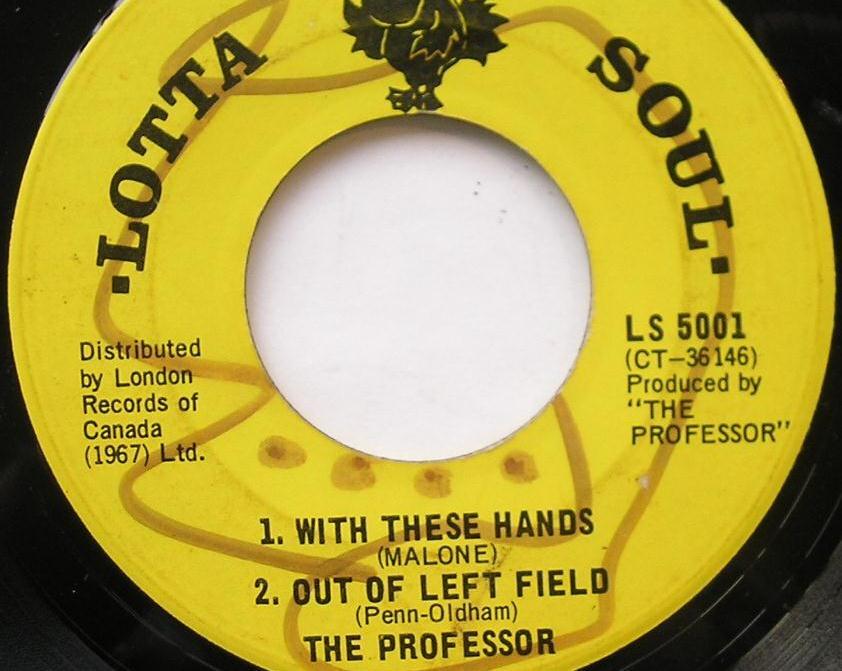 ·LOTTA SOUL·
Distributed
by London
Records of
Canada
(1967) Ltd.
LS 5001
(CT-36146)
Produced by
"THE
PROFESSOR"
1. WITH THESE HANDS
(MALONE)
2. OUT OF LEFT FIELD
(Penn-Oldham)
THE PROFESSOR